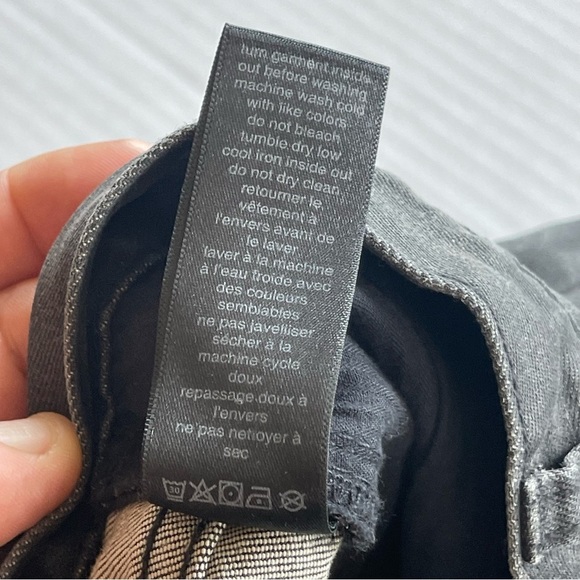 turn garment inside
out before washing
machine wash cold
with like colors
do not bleach
tumble dry low
cool iron inside out
do not dry clean.
retourner le
vêtement à
l'envers avant de
le laver
laver à la machine
à l'eau froide avec
des couleurs
semblables
ne pas javelliser
sécher à la
machine cycle
doux
repassage doux à
l'envers
ne pas nettoyer à
sec
30